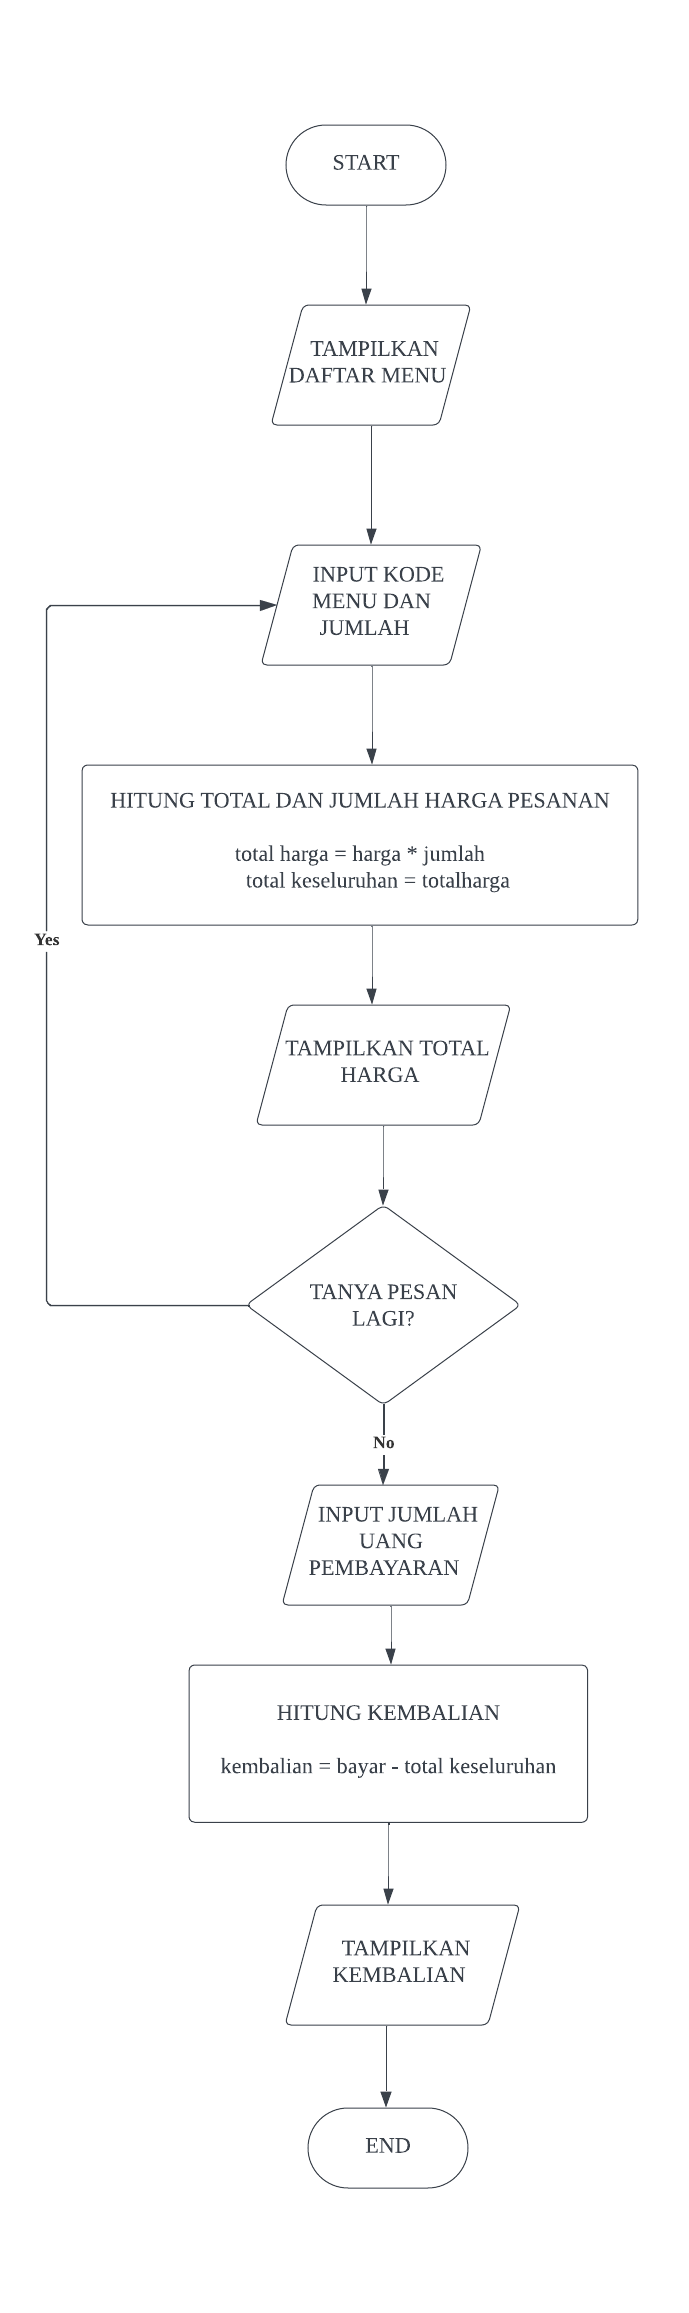 START
TAMPILKAN
DAFTAR MENU
INPUT KODE
MENU DAN
JUMLAH
HITUNG TOTAL DAN JUMLAH HARGA PESANAN
total harga = harga * jumlah
total keseluruhan = totalharga
Yes
TAMPILKAN TOTAL
HARGA
TANYA PESAN
LAGI?
No
INPUT JUMLAH
UANG
PEMBAYARAN
HITUNG KEMBALIAN
kembalian = bayar - total keseluruhan
TAMPILKAN
KEMBALIAN
END